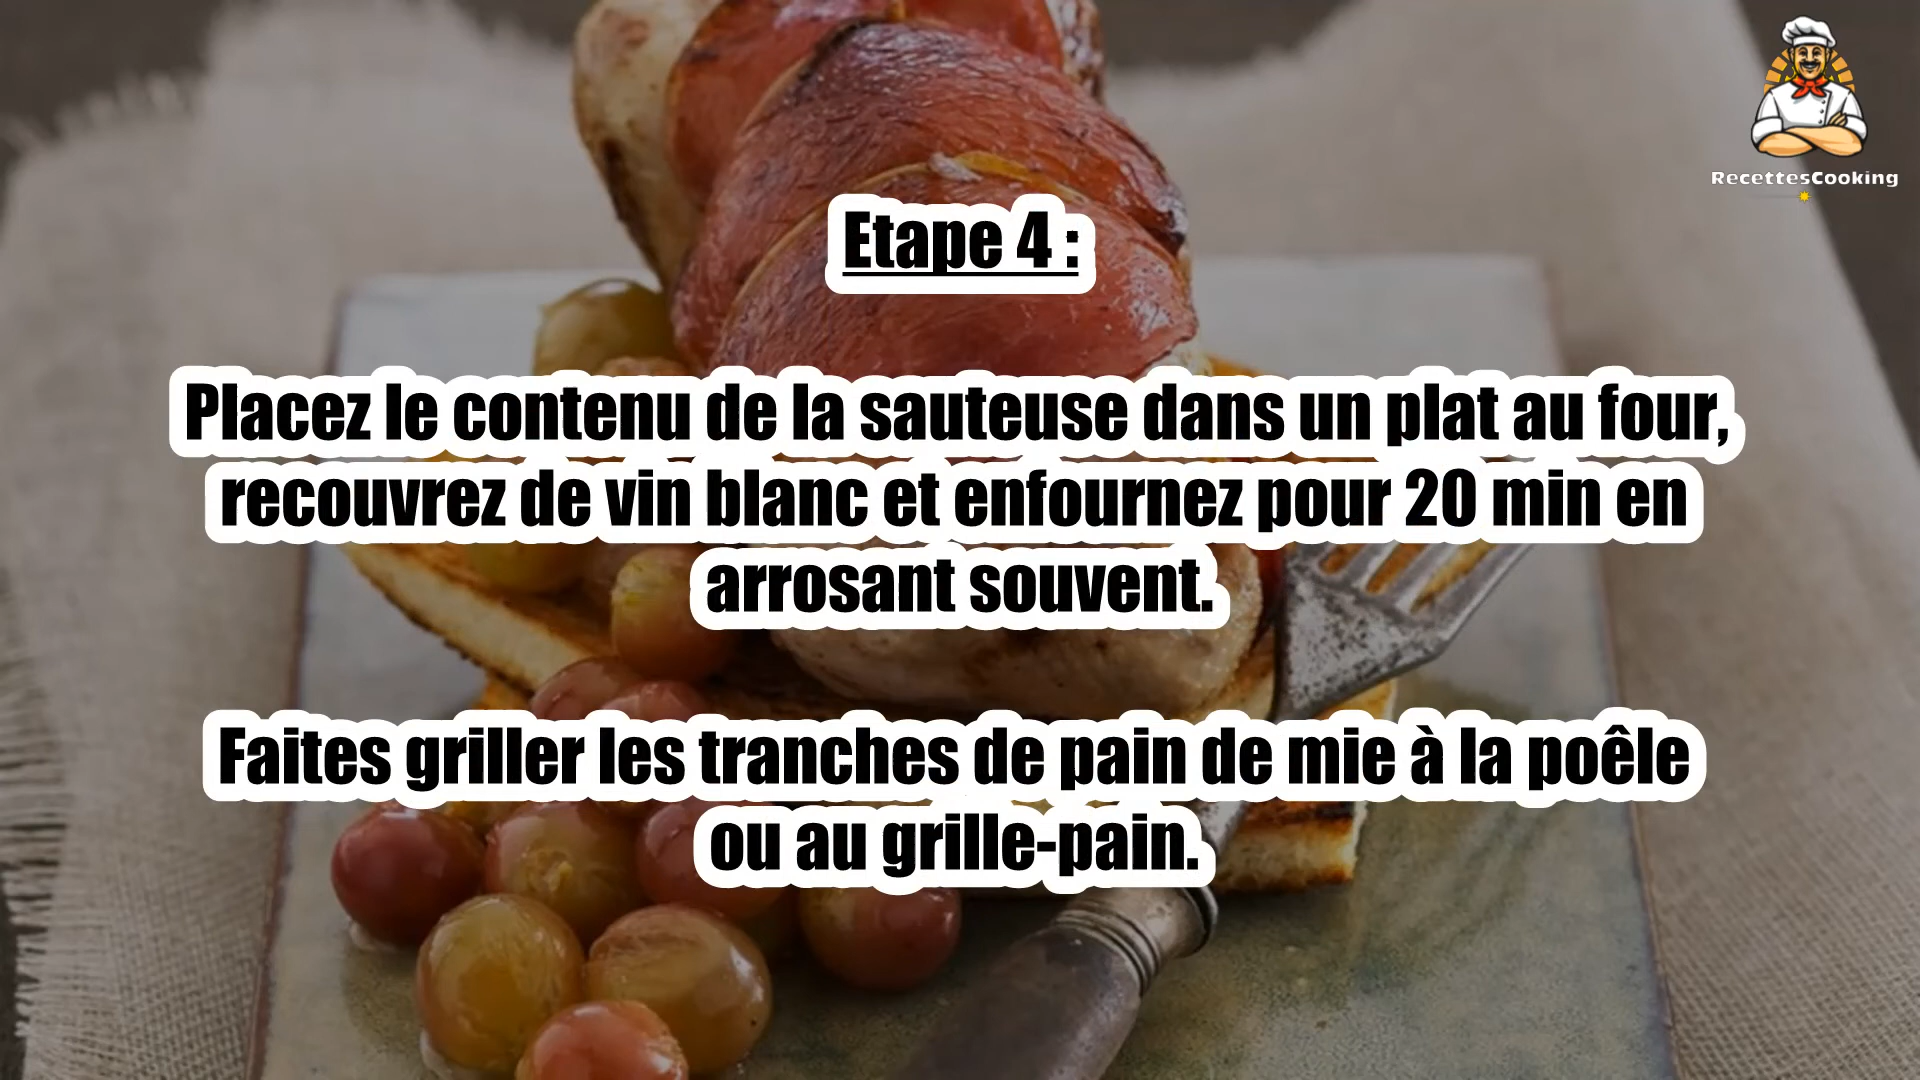 RecettesCooking
Etape 4 :
Placez le contenu de la sauteuse dans un plat au four,
recouvrez de vin blanc et enfournez pour 20 min en
arrosant souvent.
Faites griller les tranches de pain de mie à la poêle
ou au grille-pain.